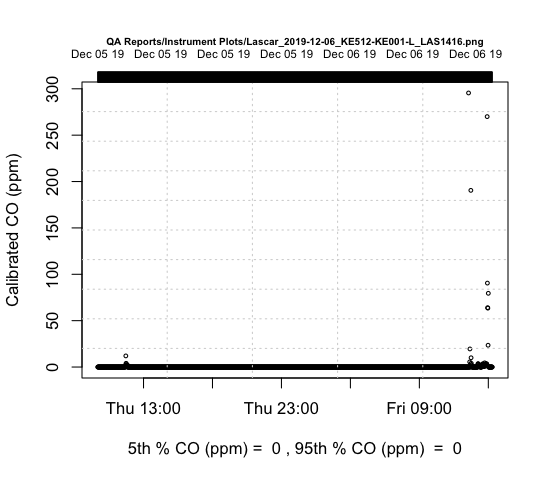 QA Reports/Instrument Plots/Lascar_2019-12-06_KE512-KE001-L_LAS1416.png
Dec 05 19 Dec 05 19 Dec 05 19 Dec 05 19 Dec 06 19 Dec 06 19 Dec 06 19
300
250
200
150
100
50
0
Calibrated CO (ppm)
Thu 13:00 Thu 23:00 Fri 09:00
5th % CO (ppm) = 0 , 95th % CO (ppm) = 0